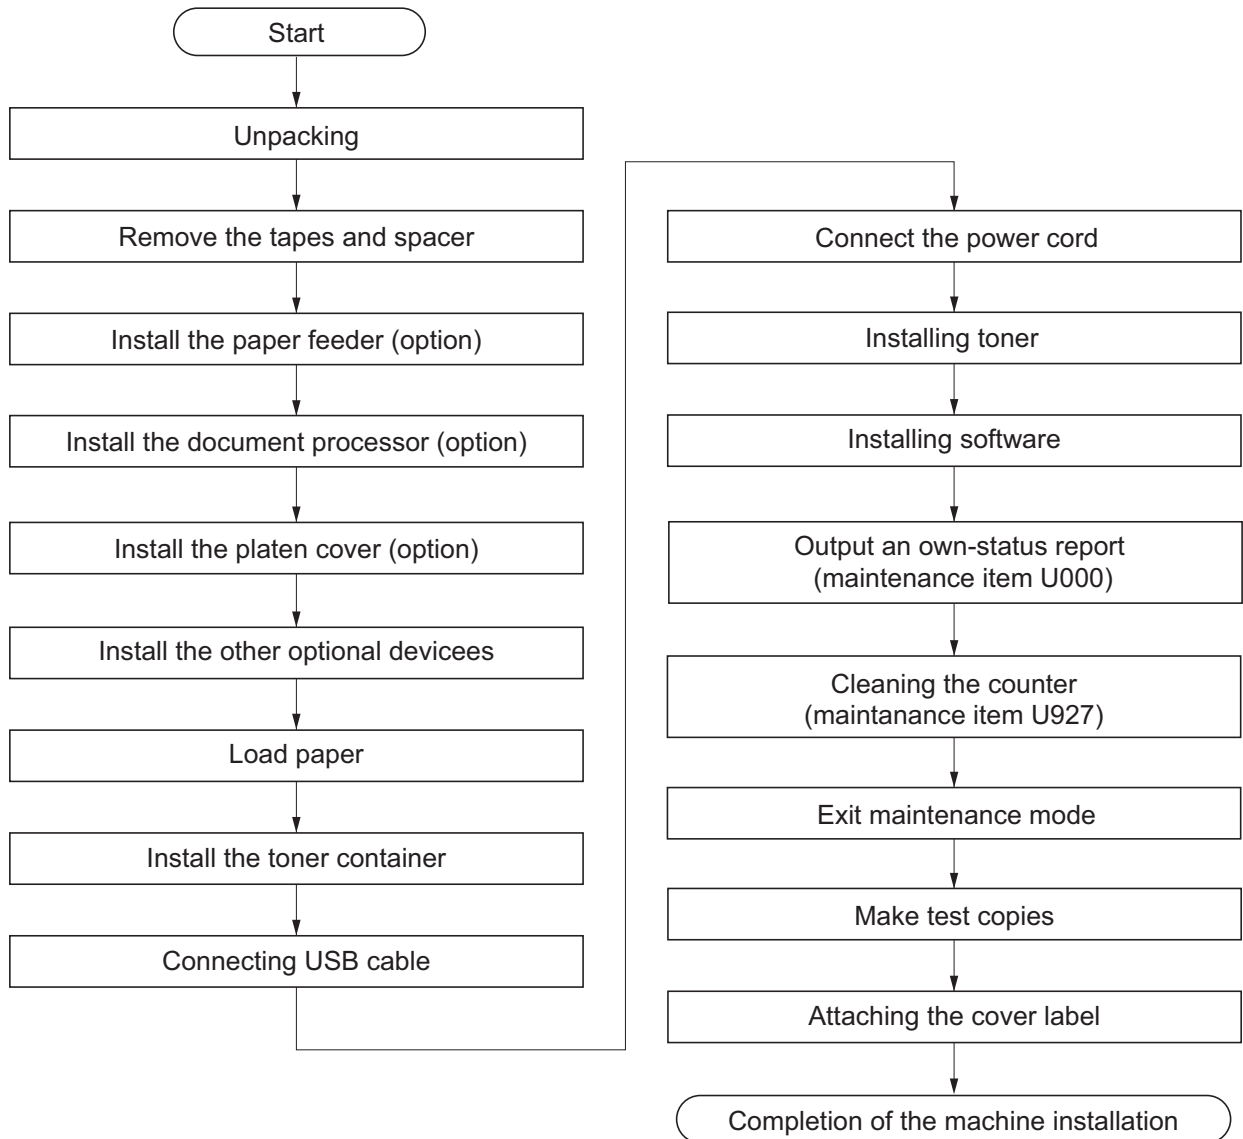 Start
Unpacking
Remove the tapes and spacer
Install the paper feeder (option)
Install the document processor (option)
Install the platen cover (option)
Install the other optional devicees
Load paper
Install the toner container
Connecting USB cable
Connect the power cord
Installing toner
Installing software
Output an own-status report
(maintenance item U000)
Cleaning the counter
(maintanance item U927)
Exit maintenance mode
Make test copies
Attaching the cover label
Completion of the machine installation